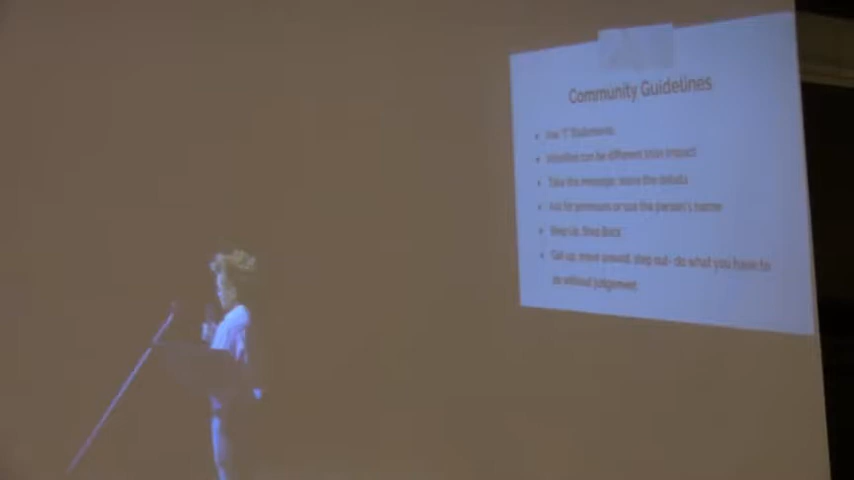 Community Guidelines
• Use "I" Statements
• Intention can be different than impact
• Take the message, leave the details
• Ask for pronouns or use the person's name
• Step Up, Step Back
• Get up, move around, step out- do what you have to
do without judgement